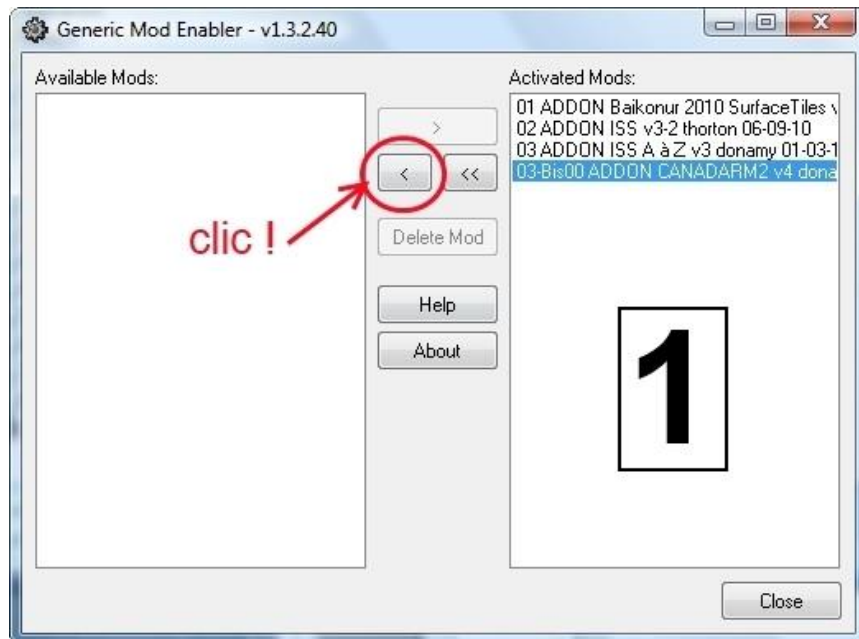 Generic Mod Enabler - v1.3.2.40
Available Mods:
Activated Mods:
01 ADDON Baikonur 2010 SurfaceTiles v
02 ADDON ISS v3-2 thorton 06-09-10
03 ADDON ISS A à Z v3 donamy 01-03-1
03-Bis00 ADDON CANADARM2 v4 dona
>
< <<
clic !
Delete Mod
Help
About
1
Close